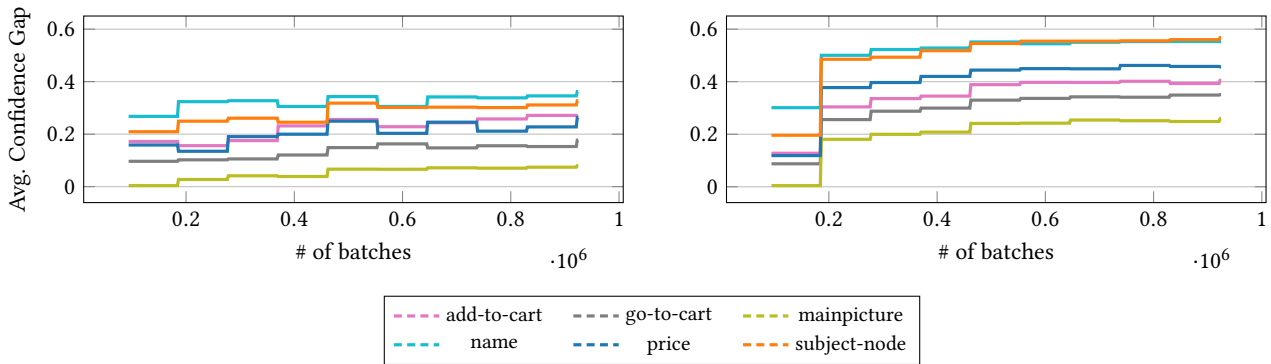 Avg. Confidence Gap
0.6
0.4
0.2
0
0.2 0.4 0.6 0.8 1
# of batches
·10^6
0.6
0.4
0.2
0
0.2 0.4 0.6 0.8 1
# of batches
·10^6
add-to-cart go-to-cart mainpicture
name price subject-node